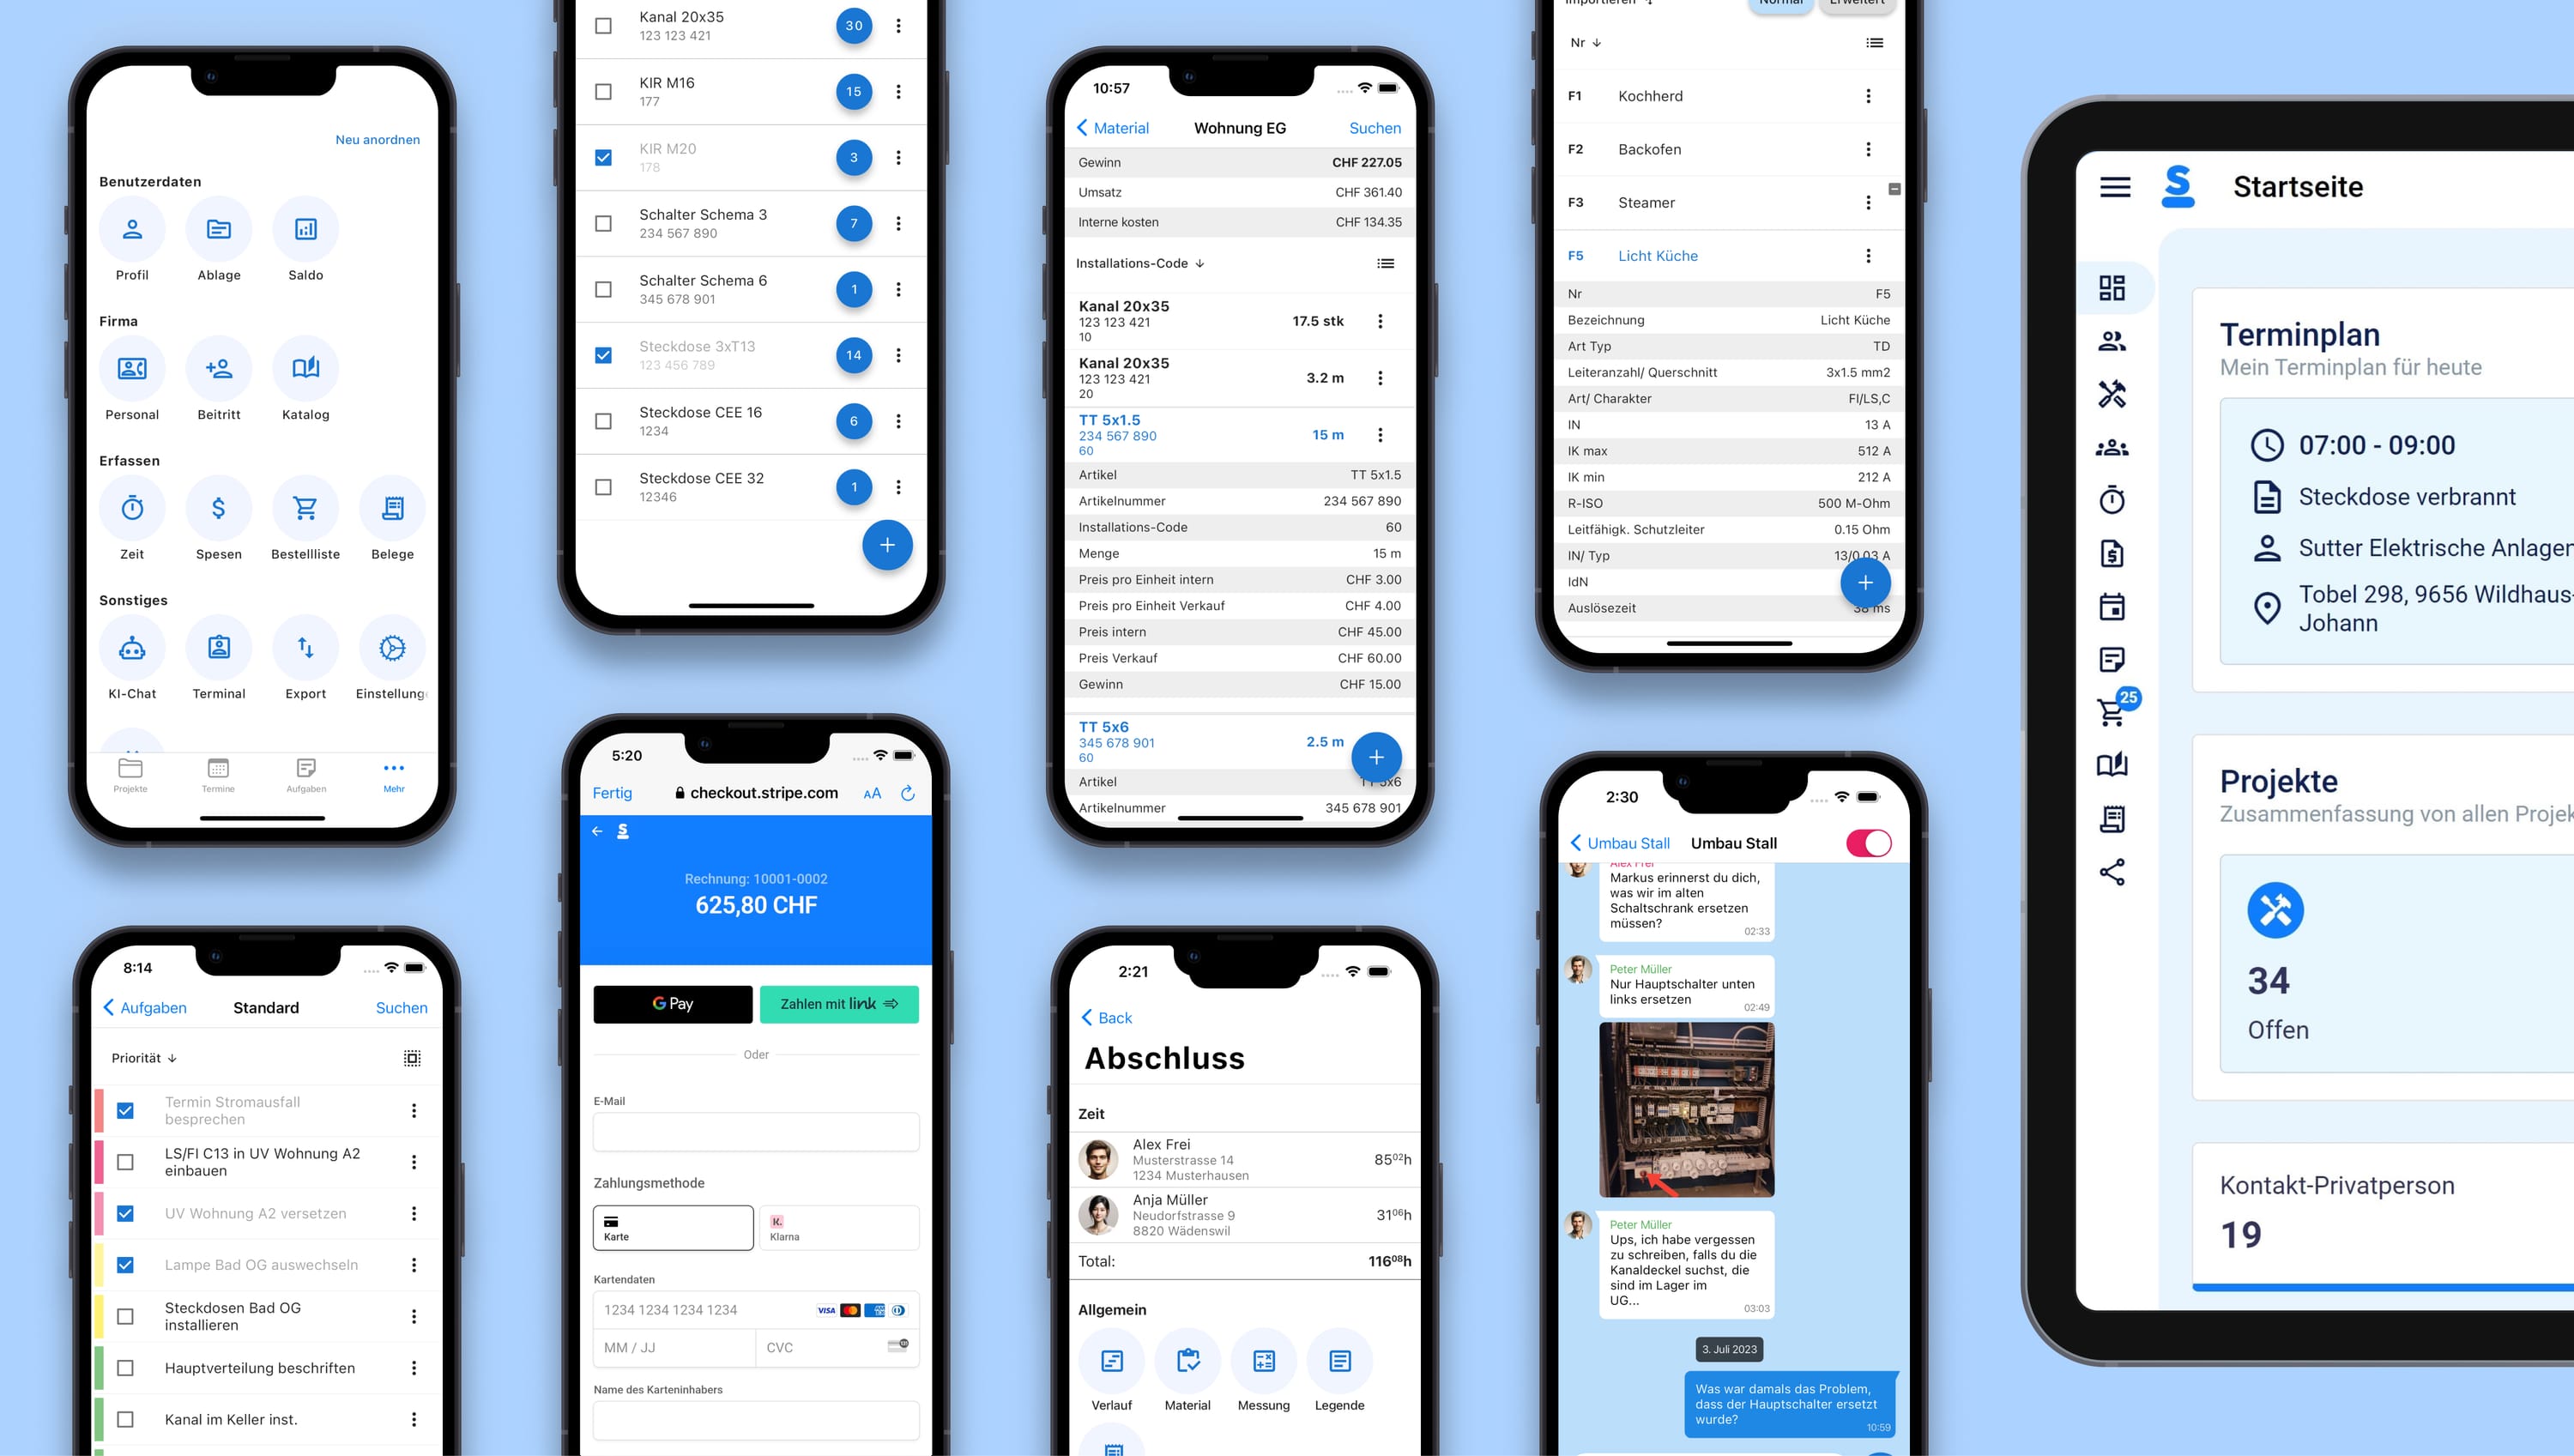 Neu anordnen
Benutzerdaten
Profil
Ablage
Saldo
Firma
Personal
Beitritt
Katalog
Erfassen
Zeit
Spesen
Bestellliste
Belege
Sonstiges
KI-Chat
Terminal
Export
Einstellung
Projekte
Termine
Aufgaben
Mehr
8:14
Aufgaben
Standard
Suchen
Priorität ↓
Termin Stromausfall
besprechen
LS/FI C13 in UV Wohnung A2
einbauen
UV Wohnung A2 versetzen
Lampe Bad OG auswechseln
Steckdosen Bad OG
installieren
Hauptverteilung beschriften
Kanal im Keller inst.
Kanal 20x35
123 123 421
30
KIR M16
177
15
KIR M20
178
3
Schalter Schema 3
234 567 890
7
Schalter Schema 6
345 678 901
1
Steckdose 3xT13
123 456 789
14
Steckdose CEE 16
1234
6
Steckdose CEE 32
12346
1
5:20
Fertig
checkout.stripe.com
AA
S
Rechnung: 10001-0002
625,80 CHF
G Pay
Zahlen mit link
Oder
E-Mail
Zahlungsmethode
Karte
K.
Klarna
Kartendaten
1234 1234 1234 1234
VISA
MM / JJ
CVC
Name des Karteninhabers
10:57
Material
Wohnung EG
Suchen
Gewinn CHF 227.05
Umsatz CHF 361.40
Interne kosten CHF 134.35
Installations-Code ↓
Kanal 20x35
123 123 421
10
17.5 stk
Kanal 20x35
123 123 421
20
3.2 m
TT 5x1.5
234 567 890
60
15 m
Artikel TT 5x1.5
Artikelnummer 234 567 890
Installations-Code 60
Menge 15 m
Preis pro Einheit intern CHF 3.00
Preis pro Einheit Verkauf CHF 4.00
Preis intern CHF 45.00
Preis Verkauf CHF 60.00
Gewinn CHF 15.00
TT 5x6
345 678 901
60
2.5 m
Artikel
Artikelnummer 345 678 901
2:21
Back
Abschluss
Zeit
Alex Frei
Musterstrasse 14
1234 Musterhausen
85⁰²h
Anja Müller
Neudorfstrasse 9
8820 Wädenswil
31⁰⁶h
Total: 116⁰⁸h
Allgemein
Verlauf
Material
Messung
Legende
Importieren
Normal
Erweitert
Nr ↓
F1 Kochherd
F2 Backofen
F3 Steamer
F5 Licht Küche
Nr F5
Bezeichnung Licht Küche
Art Typ TD
Leiteranzahl/ Querschnitt 3x1.5 mm2
Art/ Charakter FI/LS,C
IN 13 A
IK max 512 A
IK min 212 A
R-ISO 500 M-Ohm
Leitfähigk. Schutzleiter 0.15 Ohm
IN/ Typ 13/0.03 A
IdN
Auslösezeit 38 ms
2:30
Umbau Stall
Umbau Stall
Alex Frei
Markus erinnerst du dich,
was wir im alten
Schaltschrank ersetzen
müssen?
02:33
Peter Müller
Nur Hauptschalter unten
links ersetzen
02:49
Peter Müller
Ups, ich habe vergessen
zu schreiben, falls du die
Kanaldeckel suchst, die
sind im Lager im
UG...
03:03
3. Juli 2023
Was war damals das Problem,
dass der Hauptschalter ersetzt
wurde?
10:59
S
Startseite
25
Terminplan
Mein Terminplan für heute
07:00 - 09:00
Steckdose verbrannt
Sutter Elektrische Anlagen
Tobel 298, 9656 Wildhaus-
Johann
Projekte
Zusammenfassung von allen Projek
34
Offen
Kontakt-Privatperson
19